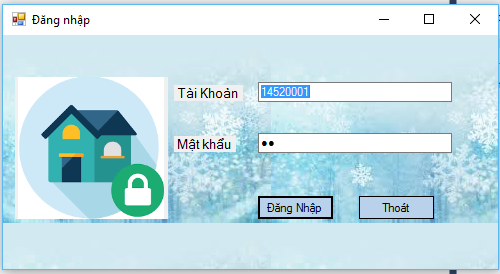 Đăng nhập
Tài Khoản 14520001
Mật khẩu ●●
Đăng Nhập Thoát